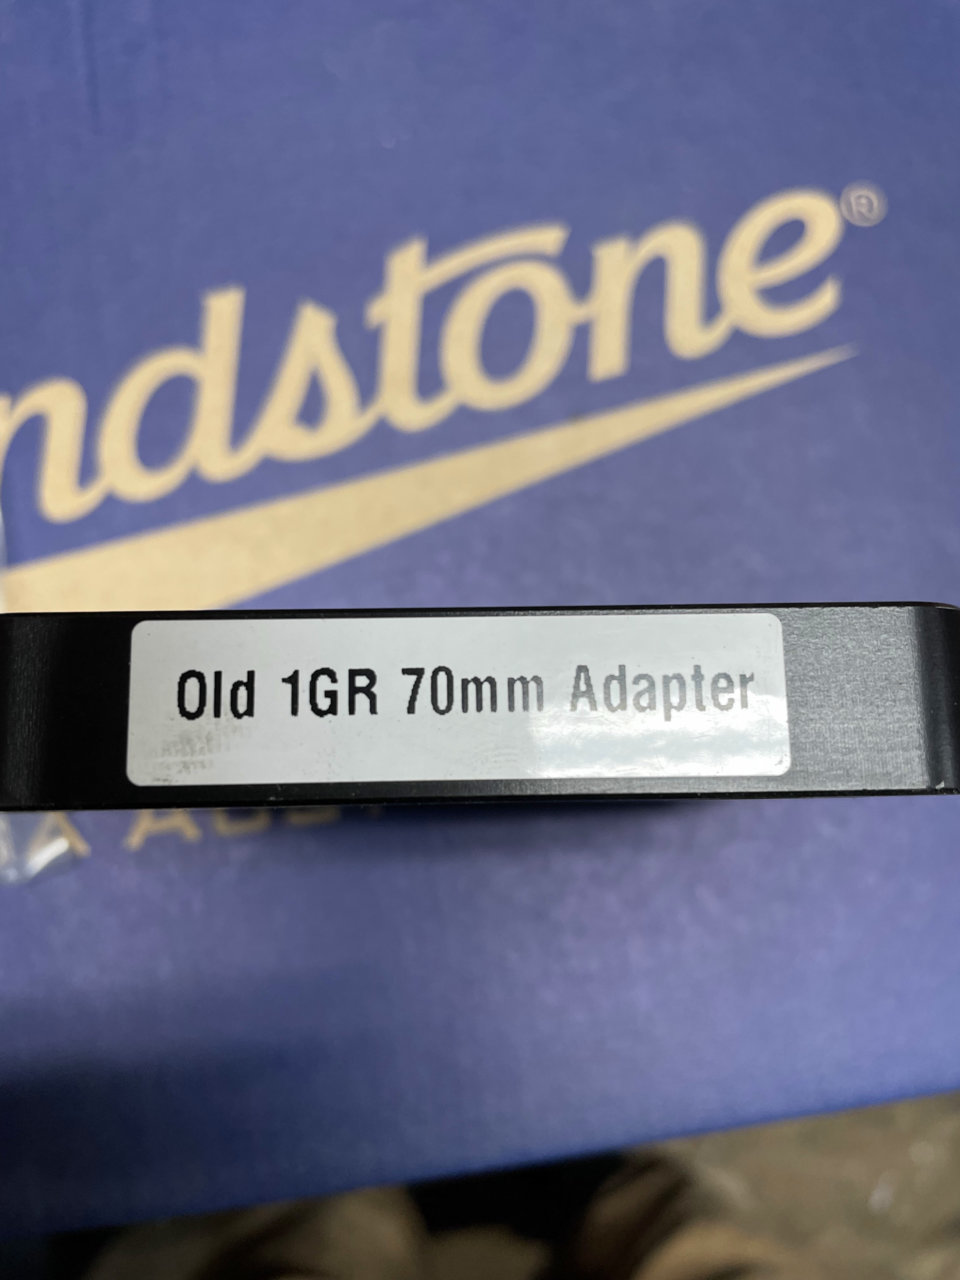 ndstone®
Old 1GR 70mm Adapter